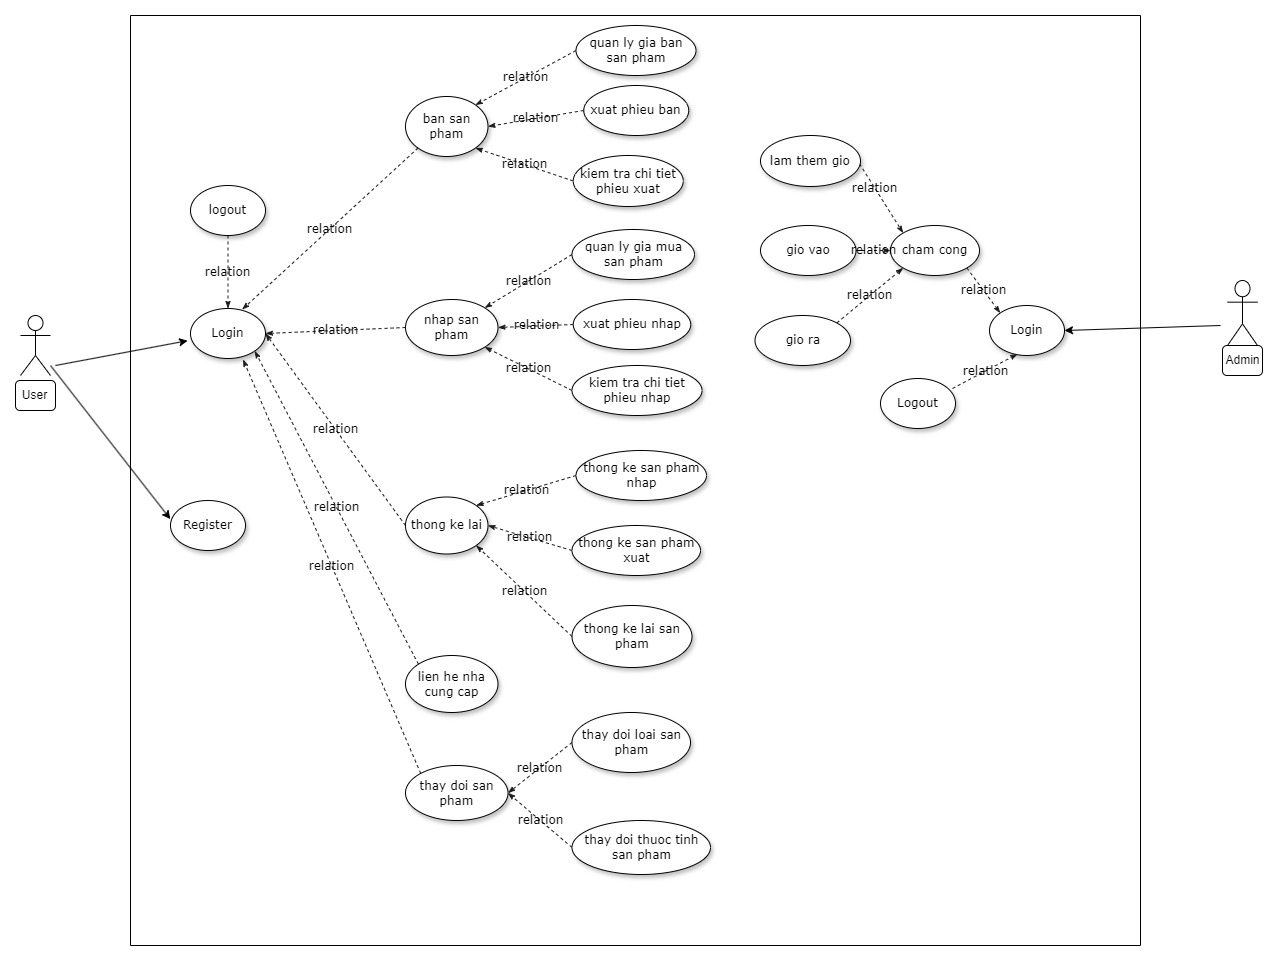 quan ly gia ban
san pham
relation
ban san
pham
relation
xuat phieu ban
relation
kiem tra chi tiet
phieu xuat
logout
relation
relation
quan ly gia mua
san pham
relation
Login
relation
nhap san
pham
relation
xuat phieu nhap
relation
kiem tra chi tiet
phieu nhap
User
Register
relation
relation
relation
thong ke lai
relation
thong ke san pham
nhap
relation
thong ke san pham
xuat
relation
thong ke lai san
pham
lien he nha
cung cap
thay doi san
pham
relation
thay doi loai san
pham
relation
thay doi thuoc tinh
san pham
lam them gio
relation
gio vao
relation
cham cong
relation
gio ra
relation
Login
relation
Logout
Admin